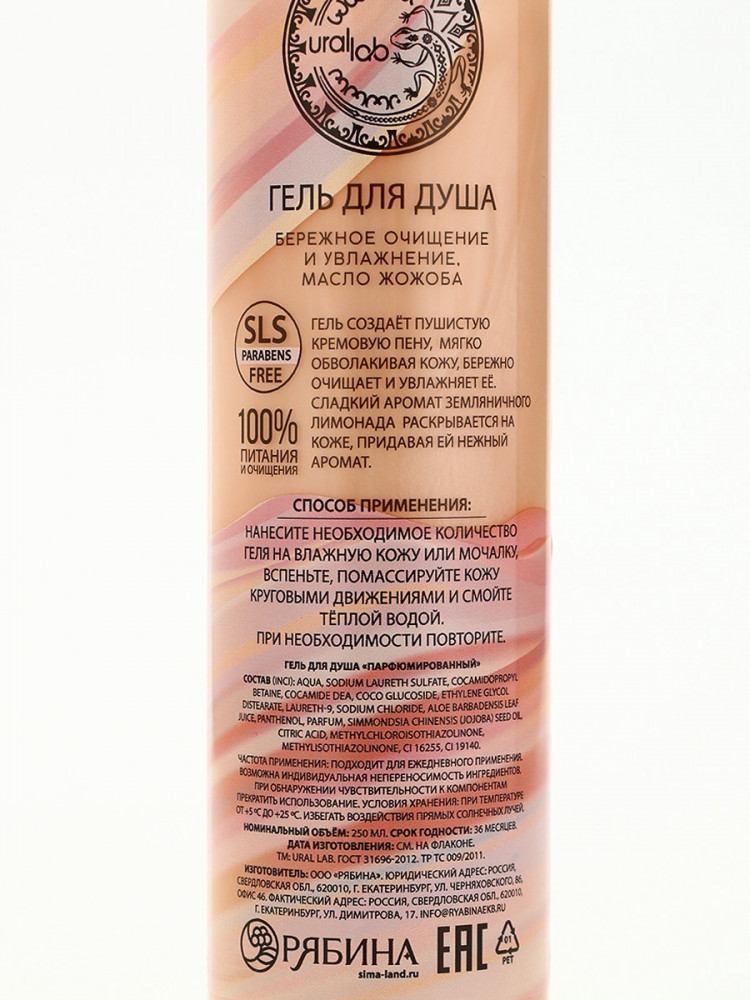 ural lab
ГЕЛЬ ДЛЯ ДУША
БЕРЕЖНОЕ ОЧИЩЕНИЕ
И УВЛАЖНЕНИЕ,
МАСЛО ЖОЖОБА
SLS
PARABENS
FREE
100%
ПИТАНИЯ
И ОЧИЩЕНИЯ
ГЕЛЬ СОЗДАЁТ ПУШИСТУЮ
КРЕМОВУЮ ПЕНУ, МЯГКО
ОБВОЛАКИВАЯ КОЖУ, БЕРЕЖНО
ОЧИЩАЕТ И УВЛАЖНЯЕТ ЕЁ.
СЛАДКИЙ АРОМАТ ЗЕМЛЯНИЧНОГО
ЛИМОНАДА РАСКРЫВАЕТСЯ НА
КОЖЕ, ПРИДАВАЯ ЕЙ НЕЖНЫЙ
АРОМАТ.
СПОСОБ ПРИМЕНЕНИЯ:
НАНЕСИТЕ НЕОБХОДИМОЕ КОЛИЧЕСТВО
ГЕЛЯ НА ВЛАЖНУЮ КОЖУ ИЛИ МОЧАЛКУ,
ВСПЕНЬТЕ, ПОМАССИРУЙТЕ КОЖУ
КРУГОВЫМИ ДВИЖЕНИЯМИ И СМОЙТЕ
ТЁПЛОЙ ВОДОЙ.
ПРИ НЕОБХОДИМОСТИ ПОВТОРИТЕ.
ГЕЛЬ ДЛЯ ДУША «ПАРФЮМИРОВАННЫЙ»
СОСТАВ (INCI): AQUA, SODIUM LAURETH SULFATE, COCAMIDOPROPYL
BETAINE, COCAMIDE DEA, COCO GLUCOSIDE, ETHYLENE GLYCOL
DISTEARATE, LAURETH-9, SODIUM CHLORIDE, ALOE BARBADENSIS LEAF
JUICE, PANTHENOL, PARFUM, SIMMONDSIA CHINENSIS (JOJOBA) SEED OIL,
CITRIC ACID, METHYLCHLOROISOTHIAZOLINONE,
METHYLISOTHIAZOLINONE, CI 16255, CI 19140.
ЧАСТОТА ПРИМЕНЕНИЯ: ПОДХОДИТ ДЛЯ ЕЖЕДНЕВНОГО ПРИМЕНЕНИЯ.
ВОЗМОЖНА ИНДИВИДУАЛЬНАЯ НЕПЕРЕНОСИМОСТЬ ИНГРЕДИЕНТОВ.
ПРИ ОБНАРУЖЕНИИ ЧУВСТВИТЕЛЬНОСТИ К КОМПОНЕНТАМ
ПРЕКРАТИТЬ ИСПОЛЬЗОВАНИЕ. УСЛОВИЯ ХРАНЕНИЯ: ПРИ ТЕМПЕРАТУРЕ
ОТ +5 ºС ДО +25 ºС. ИЗБЕГАТЬ ВОЗДЕЙСТВИЯ ПРЯМЫХ СОЛНЕЧНЫХ ЛУЧЕЙ.
НОМИНАЛЬНЫЙ ОБЪЁМ: 250 МЛ. СРОК ГОДНОСТИ: 36 МЕСЯЦЕВ.
ДАТА ИЗГОТОВЛЕНИЯ: СМ. НА ФЛАКОНЕ.
TM: URAL LAB. ГОСТ 31696-2012. ТР ТС 009/2011.
ИЗГОТОВИТЕЛЬ: ООО «РЯБИНА». ЮРИДИЧЕСКИЙ АДРЕС: РОССИЯ,
СВЕРДЛОВСКАЯ ОБЛ., 620010, Г. ЕКАТЕРИНБУРГ, УЛ. ЧЕРНЯХОВСКОГО, 86,
ОФИС 46. ФАКТИЧЕСКИЙ АДРЕС: РОССИЯ, СВЕРДЛОВСКАЯ ОБЛ., 620010,
Г. ЕКАТЕРИНБУРГ, УЛ. ДИМИТРОВА, 17. INFO@RYABINAEKB.RU
РЯБИНА
sima-land.ru
EAC
01
PET